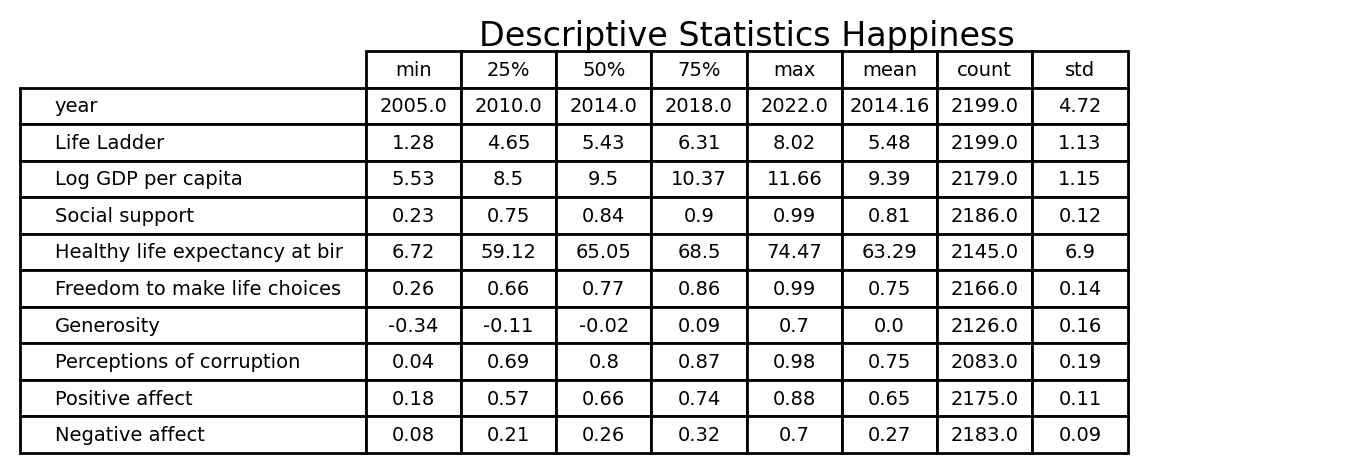 Descriptive Statistics Happiness
min 25% 50% 75% max mean count std
year 2005.0 2010.0 2014.0 2018.0 2022.0 2014.16 2199.0 4.72
Life Ladder 1.28 4.65 5.43 6.31 8.02 5.48 2199.0 1.13
Log GDP per capita 5.53 8.5 9.5 10.37 11.66 9.39 2179.0 1.15
Social support 0.23 0.75 0.84 0.9 0.99 0.81 2186.0 0.12
Healthy life expectancy at bir 6.72 59.12 65.05 68.5 74.47 63.29 2145.0 6.9
Freedom to make life choices 0.26 0.66 0.77 0.86 0.99 0.75 2166.0 0.14
Generosity -0.34 -0.11 -0.02 0.09 0.7 0.0 2126.0 0.16
Perceptions of corruption 0.04 0.69 0.8 0.87 0.98 0.75 2083.0 0.19
Positive affect 0.18 0.57 0.66 0.74 0.88 0.65 2175.0 0.11
Negative affect 0.08 0.21 0.26 0.32 0.7 0.27 2183.0 0.09